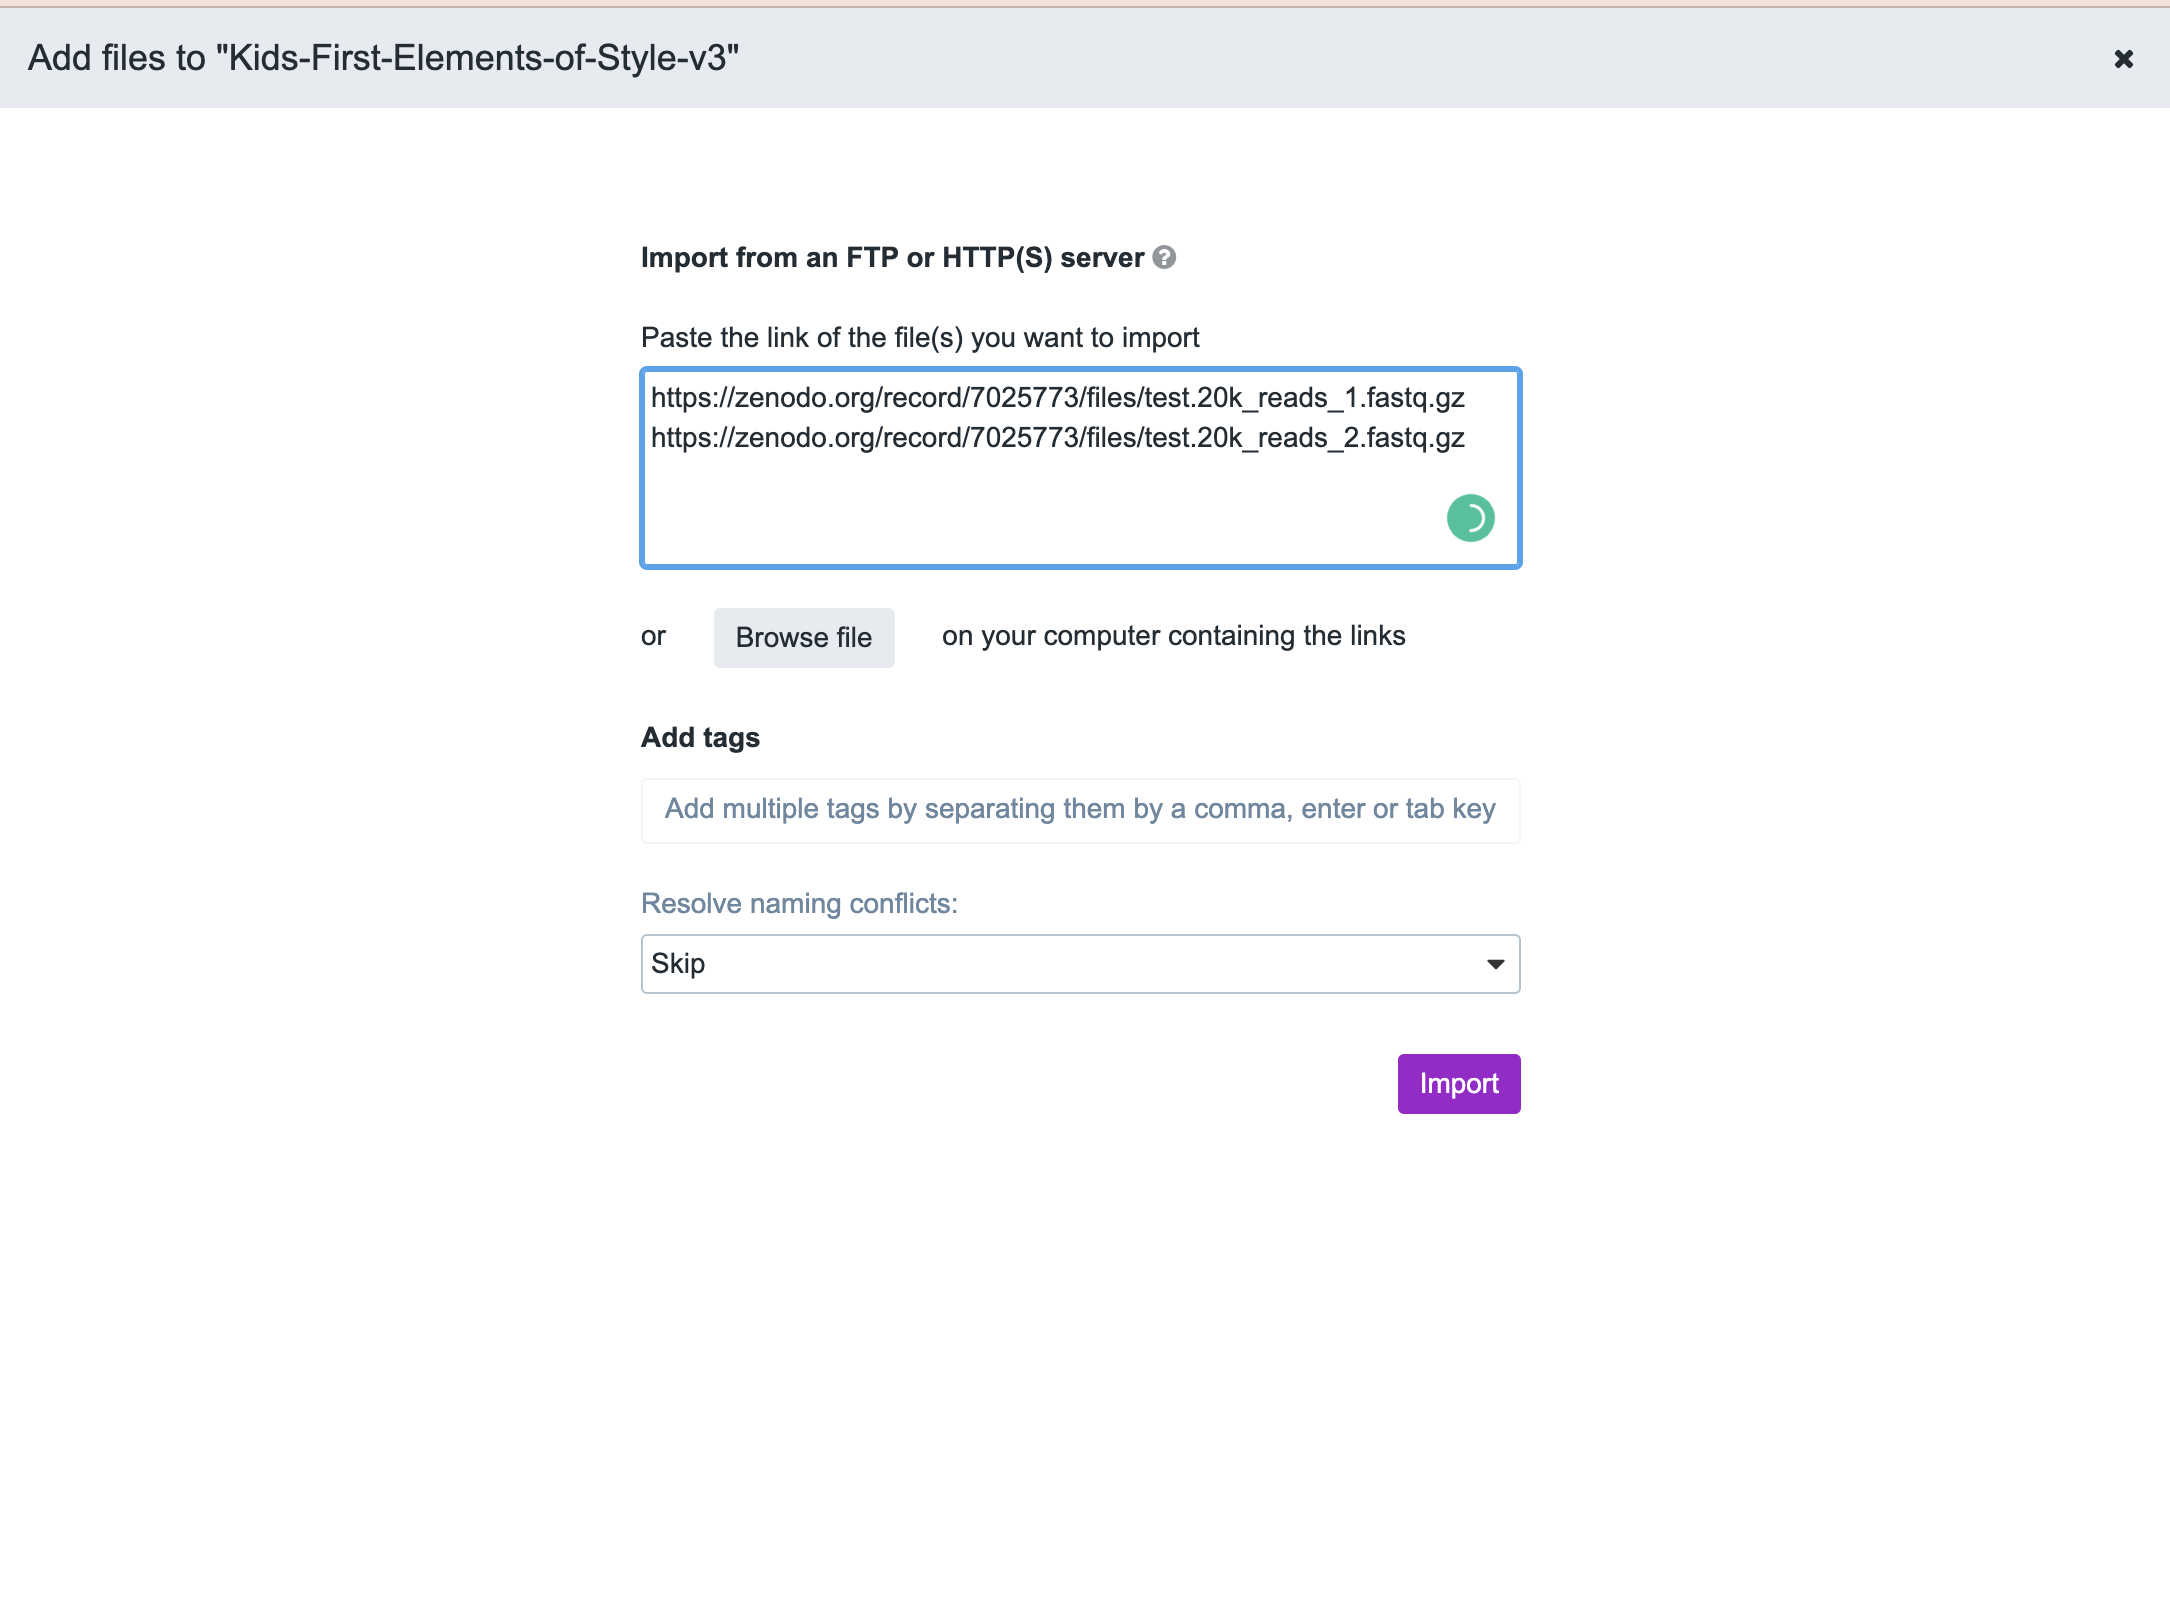 Add files to "Kids-First-Elements-of-Style-v3"
Import from an FTP or HTTP(S) server
Paste the link of the file(s) you want to import
https://zenodo.org/record/7025773/files/test.20k_reads_1.fastq.gz
https://zenodo.org/record/7025773/files/test.20k_reads_2.fastq.gz
or Browse file on your computer containing the links
Add tags
Add multiple tags by separating them by a comma, enter or tab key
Resolve naming conflicts:
Skip
Import